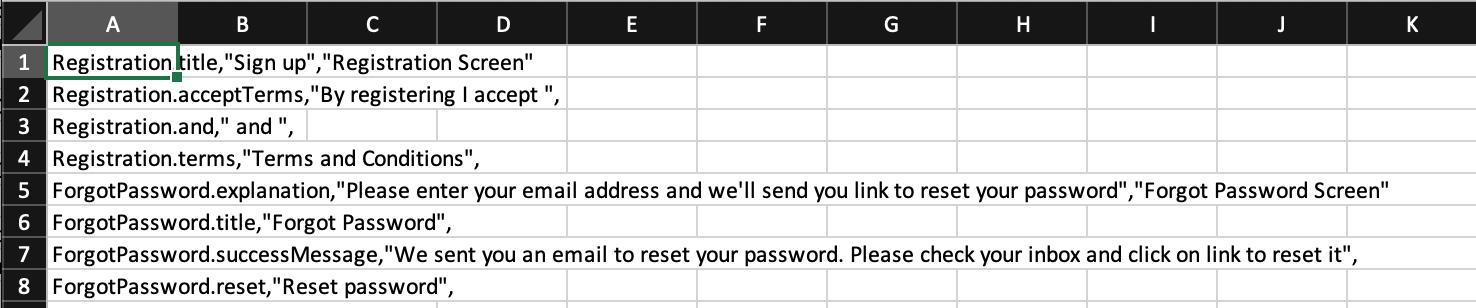 A B C D E F G H I J K
1 Registration.title,"Sign up","Registration Screen"
2 Registration.acceptTerms,"By registering I accept ",
3 Registration.and," and ",
4 Registration.terms,"Terms and Conditions",
5 ForgotPassword.explanation,"Please enter your email address and we'll send you link to reset your password","Forgot Password Screen"
6 ForgotPassword.title,"Forgot Password",
7 ForgotPassword.successMessage,"We sent you an email to reset your password. Please check your inbox and click on link to reset it",
8 ForgotPassword.reset,"Reset password",